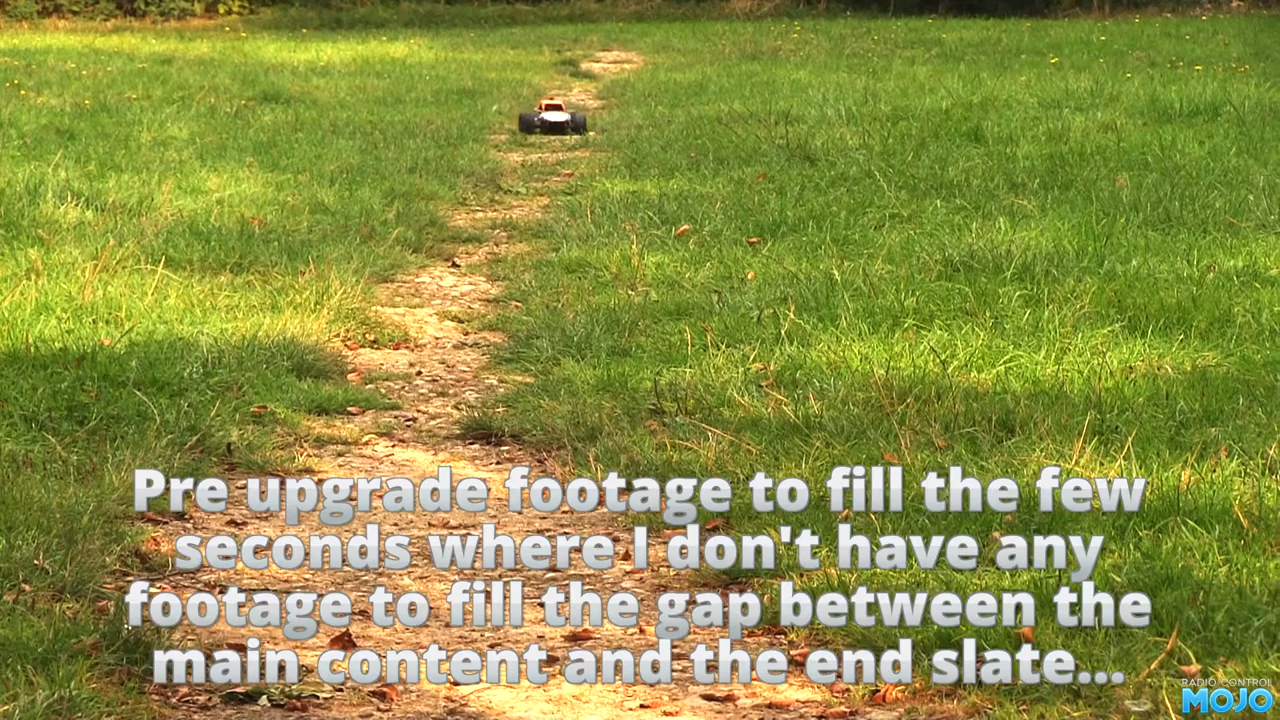 Pre upgrade footage to fill the few
seconds where I don't have any
footage to fill the gap between the
main content and the end slate...
RADIO CONTROL
MOJO